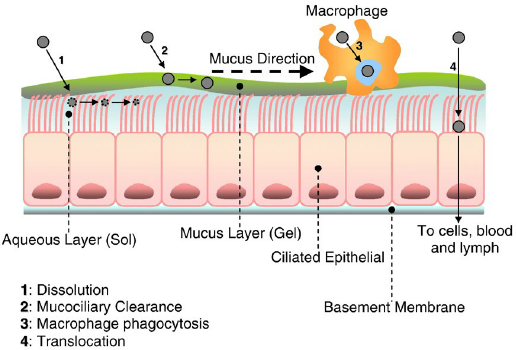 Macrophage
1
2
3
4
Mucus Direction
Aqueous Layer (Sol)
Mucus Layer (Gel)
Ciliated Epithelial
To cells, blood
and lymph
Basement Membrane
1: Dissolution
2: Mucociliary Clearance
3: Macrophage phagocytosis
4: Translocation